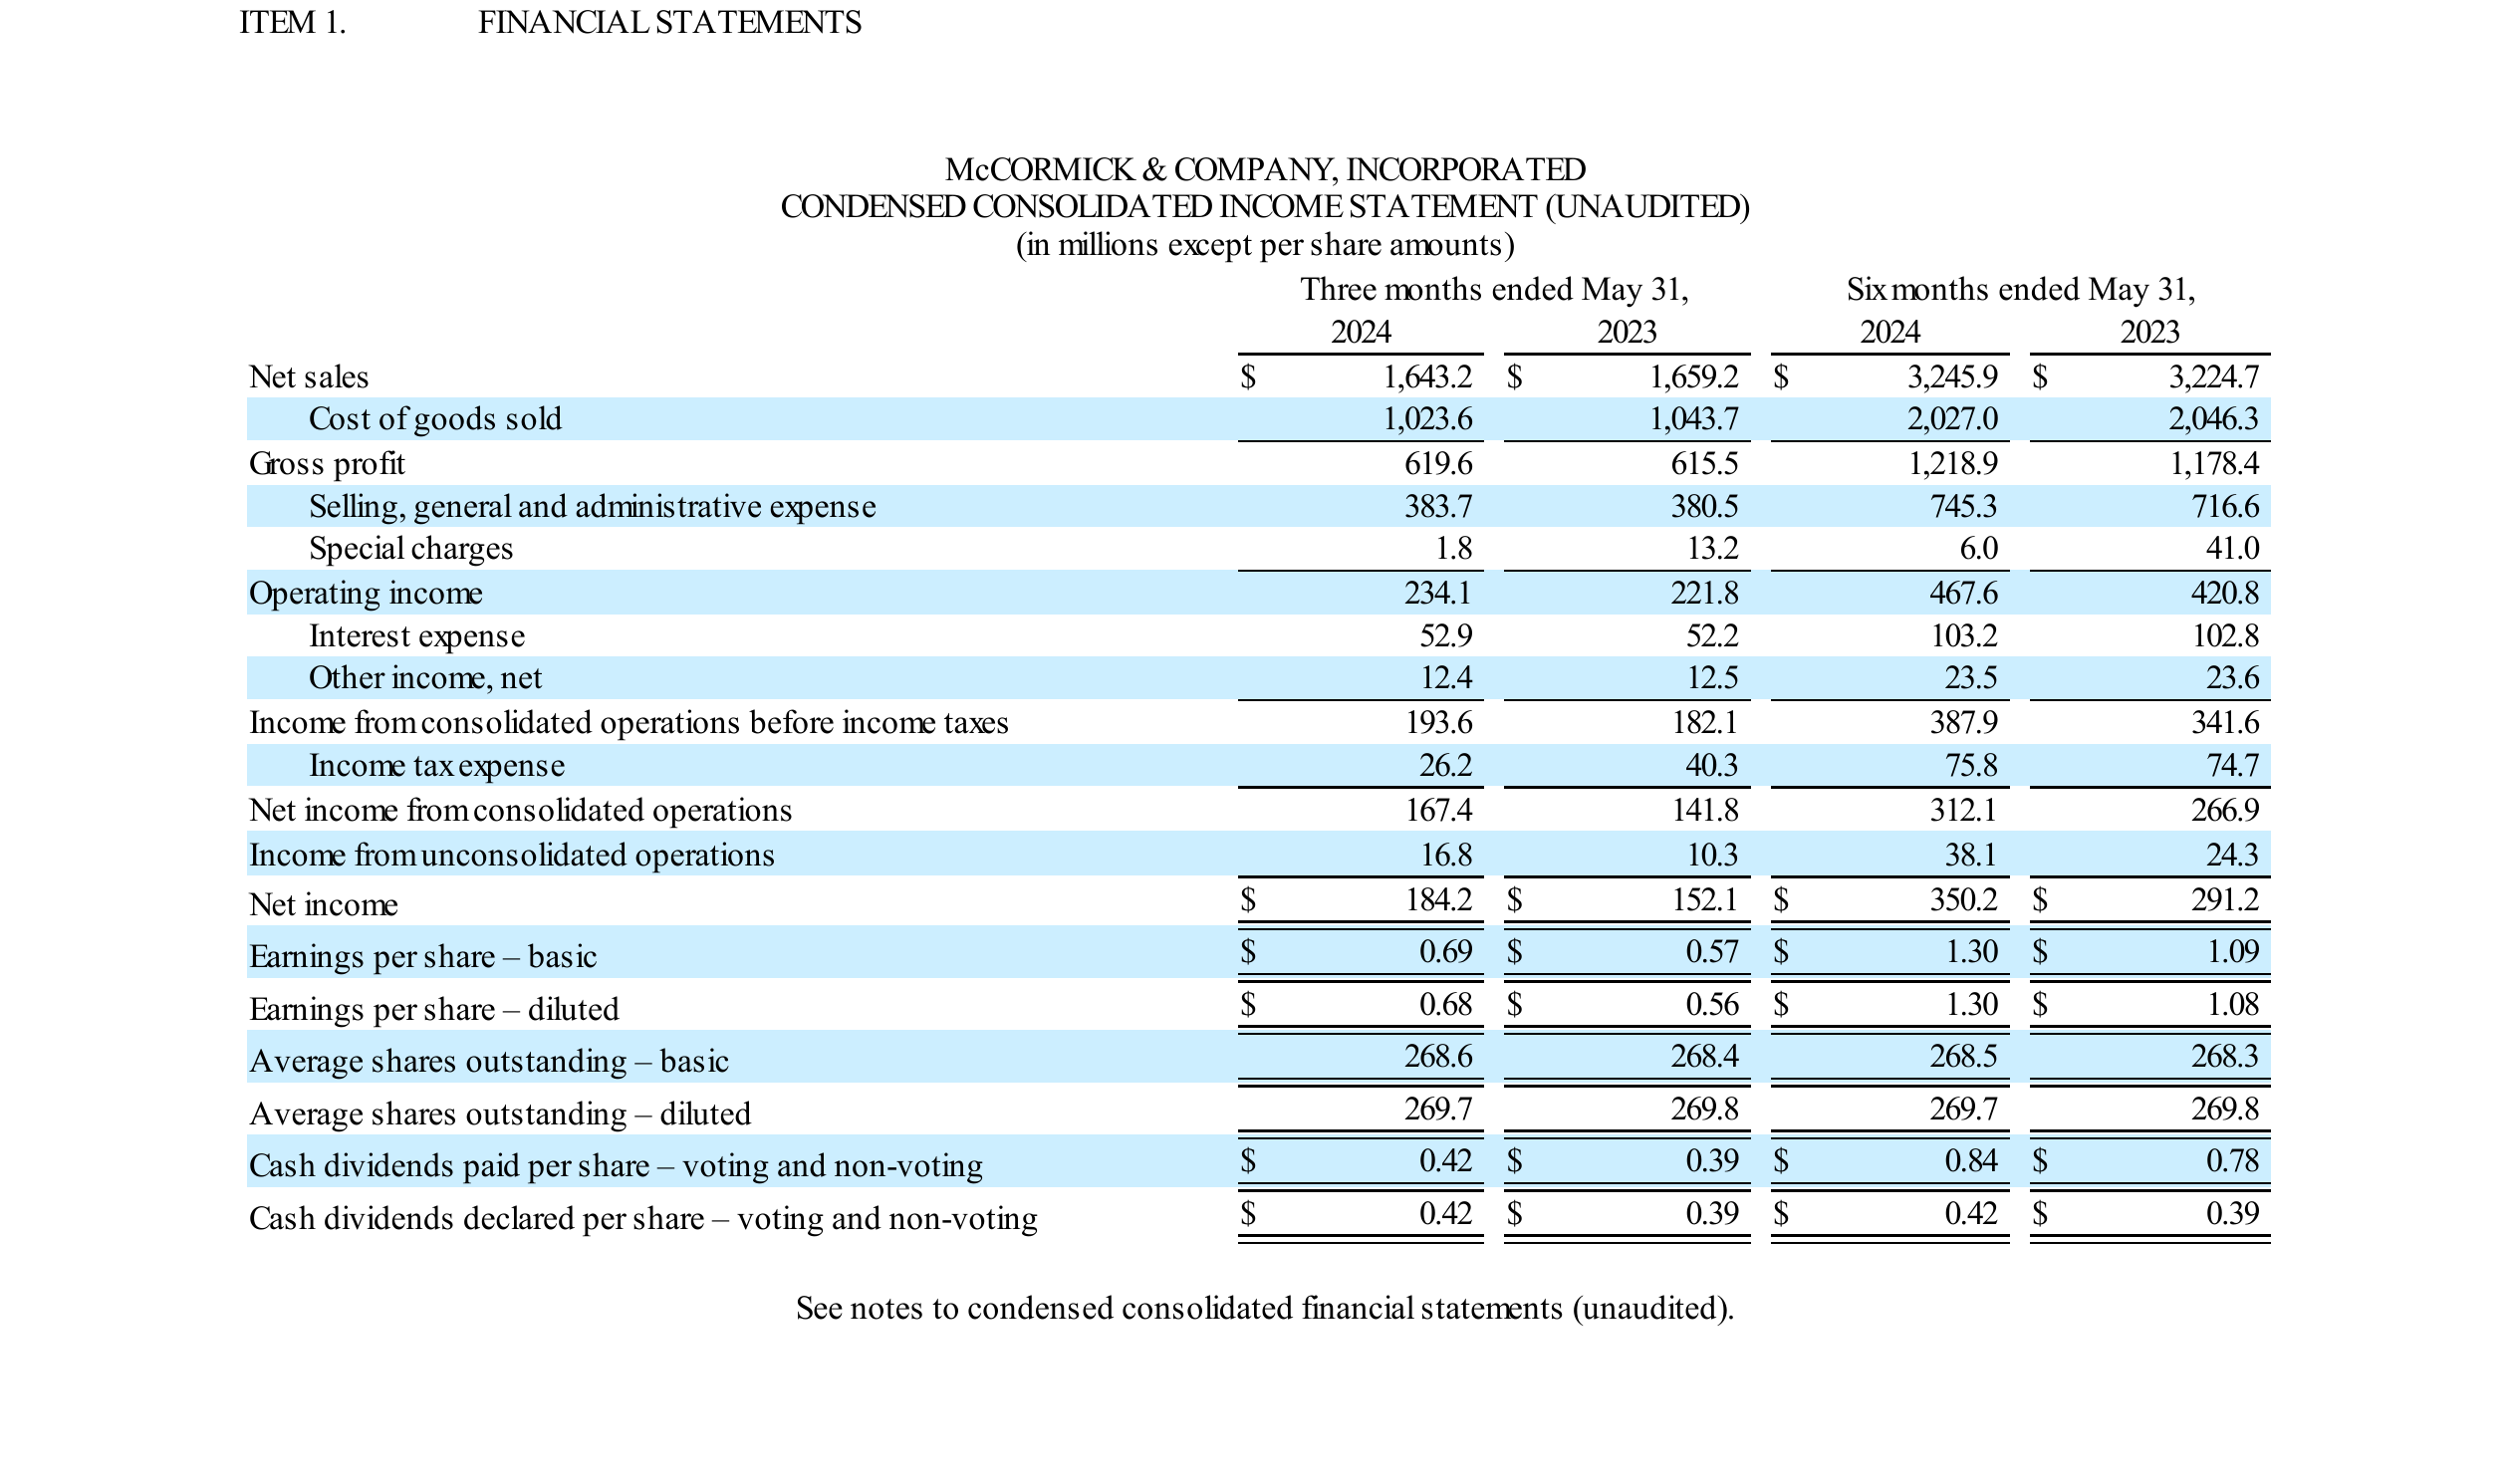 ITEM 1. FINANCIAL STATEMENTS
McCORMICK & COMPANY, INCORPORATED
CONDENSED CONSOLIDATED INCOME STATEMENT (UNAUDITED)
(in millions except per share amounts)
Three months ended May 31, Six months ended May 31,
2024 2023 2024 2023
Net sales $ 1,643.2 $ 1,659.2 $ 3,245.9 $ 3,224.7
Cost of goods sold 1,023.6 1,043.7 2,027.0 2,046.3
Gross profit 619.6 615.5 1,218.9 1,178.4
Selling, general and administrative expense 383.7 380.5 745.3 716.6
Special charges 1.8 13.2 6.0 41.0
Operating income 234.1 221.8 467.6 420.8
Interest expense 52.9 52.2 103.2 102.8
Other income, net 12.4 12.5 23.5 23.6
Income from consolidated operations before income taxes 193.6 182.1 387.9 341.6
Income tax expense 26.2 40.3 75.8 74.7
Net income from consolidated operations 167.4 141.8 312.1 266.9
Income from unconsolidated operations 16.8 10.3 38.1 24.3
Net income $ 184.2 $ 152.1 $ 350.2 $ 291.2
Earnings per share – basic $ 0.69 $ 0.57 $ 1.30 $ 1.09
Earnings per share – diluted $ 0.68 $ 0.56 $ 1.30 $ 1.08
Average shares outstanding – basic 268.6 268.4 268.5 268.3
Average shares outstanding – diluted 269.7 269.8 269.7 269.8
Cash dividends paid per share – voting and non-voting $ 0.42 $ 0.39 $ 0.84 $ 0.78
Cash dividends declared per share – voting and non-voting $ 0.42 $ 0.39 $ 0.42 $ 0.39
See notes to condensed consolidated financial statements (unaudited).